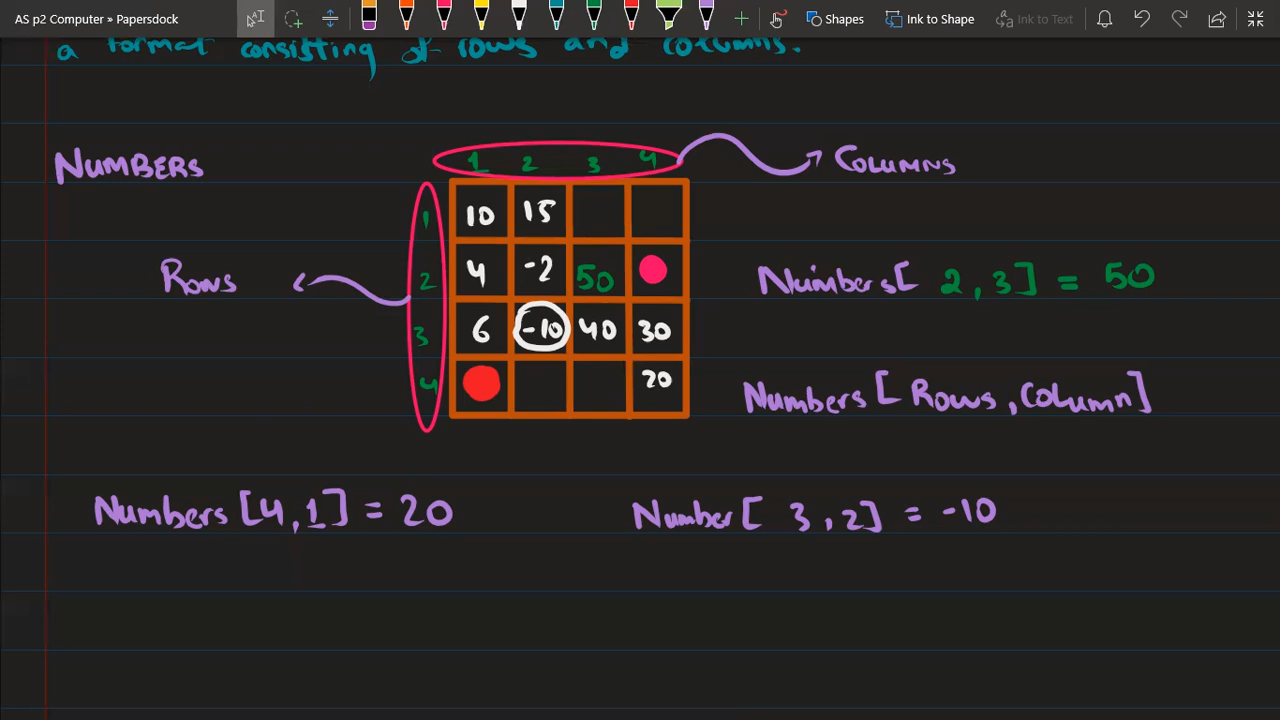 AS p2 Computer » Papersdock
Shapes
Ink to Shape
Ink to Text
a format consisting of rows and columns.
NUMBERS
1 2 3 4
COLUMNS
1 10 15
Rows
2 4 -2 50
Numbers[ 2,3] = 50
3 6 -10 40 30
4 20
Numbers[Rows,Column]
Numbers[4,1] = 20
Number[ 3,2] = -10